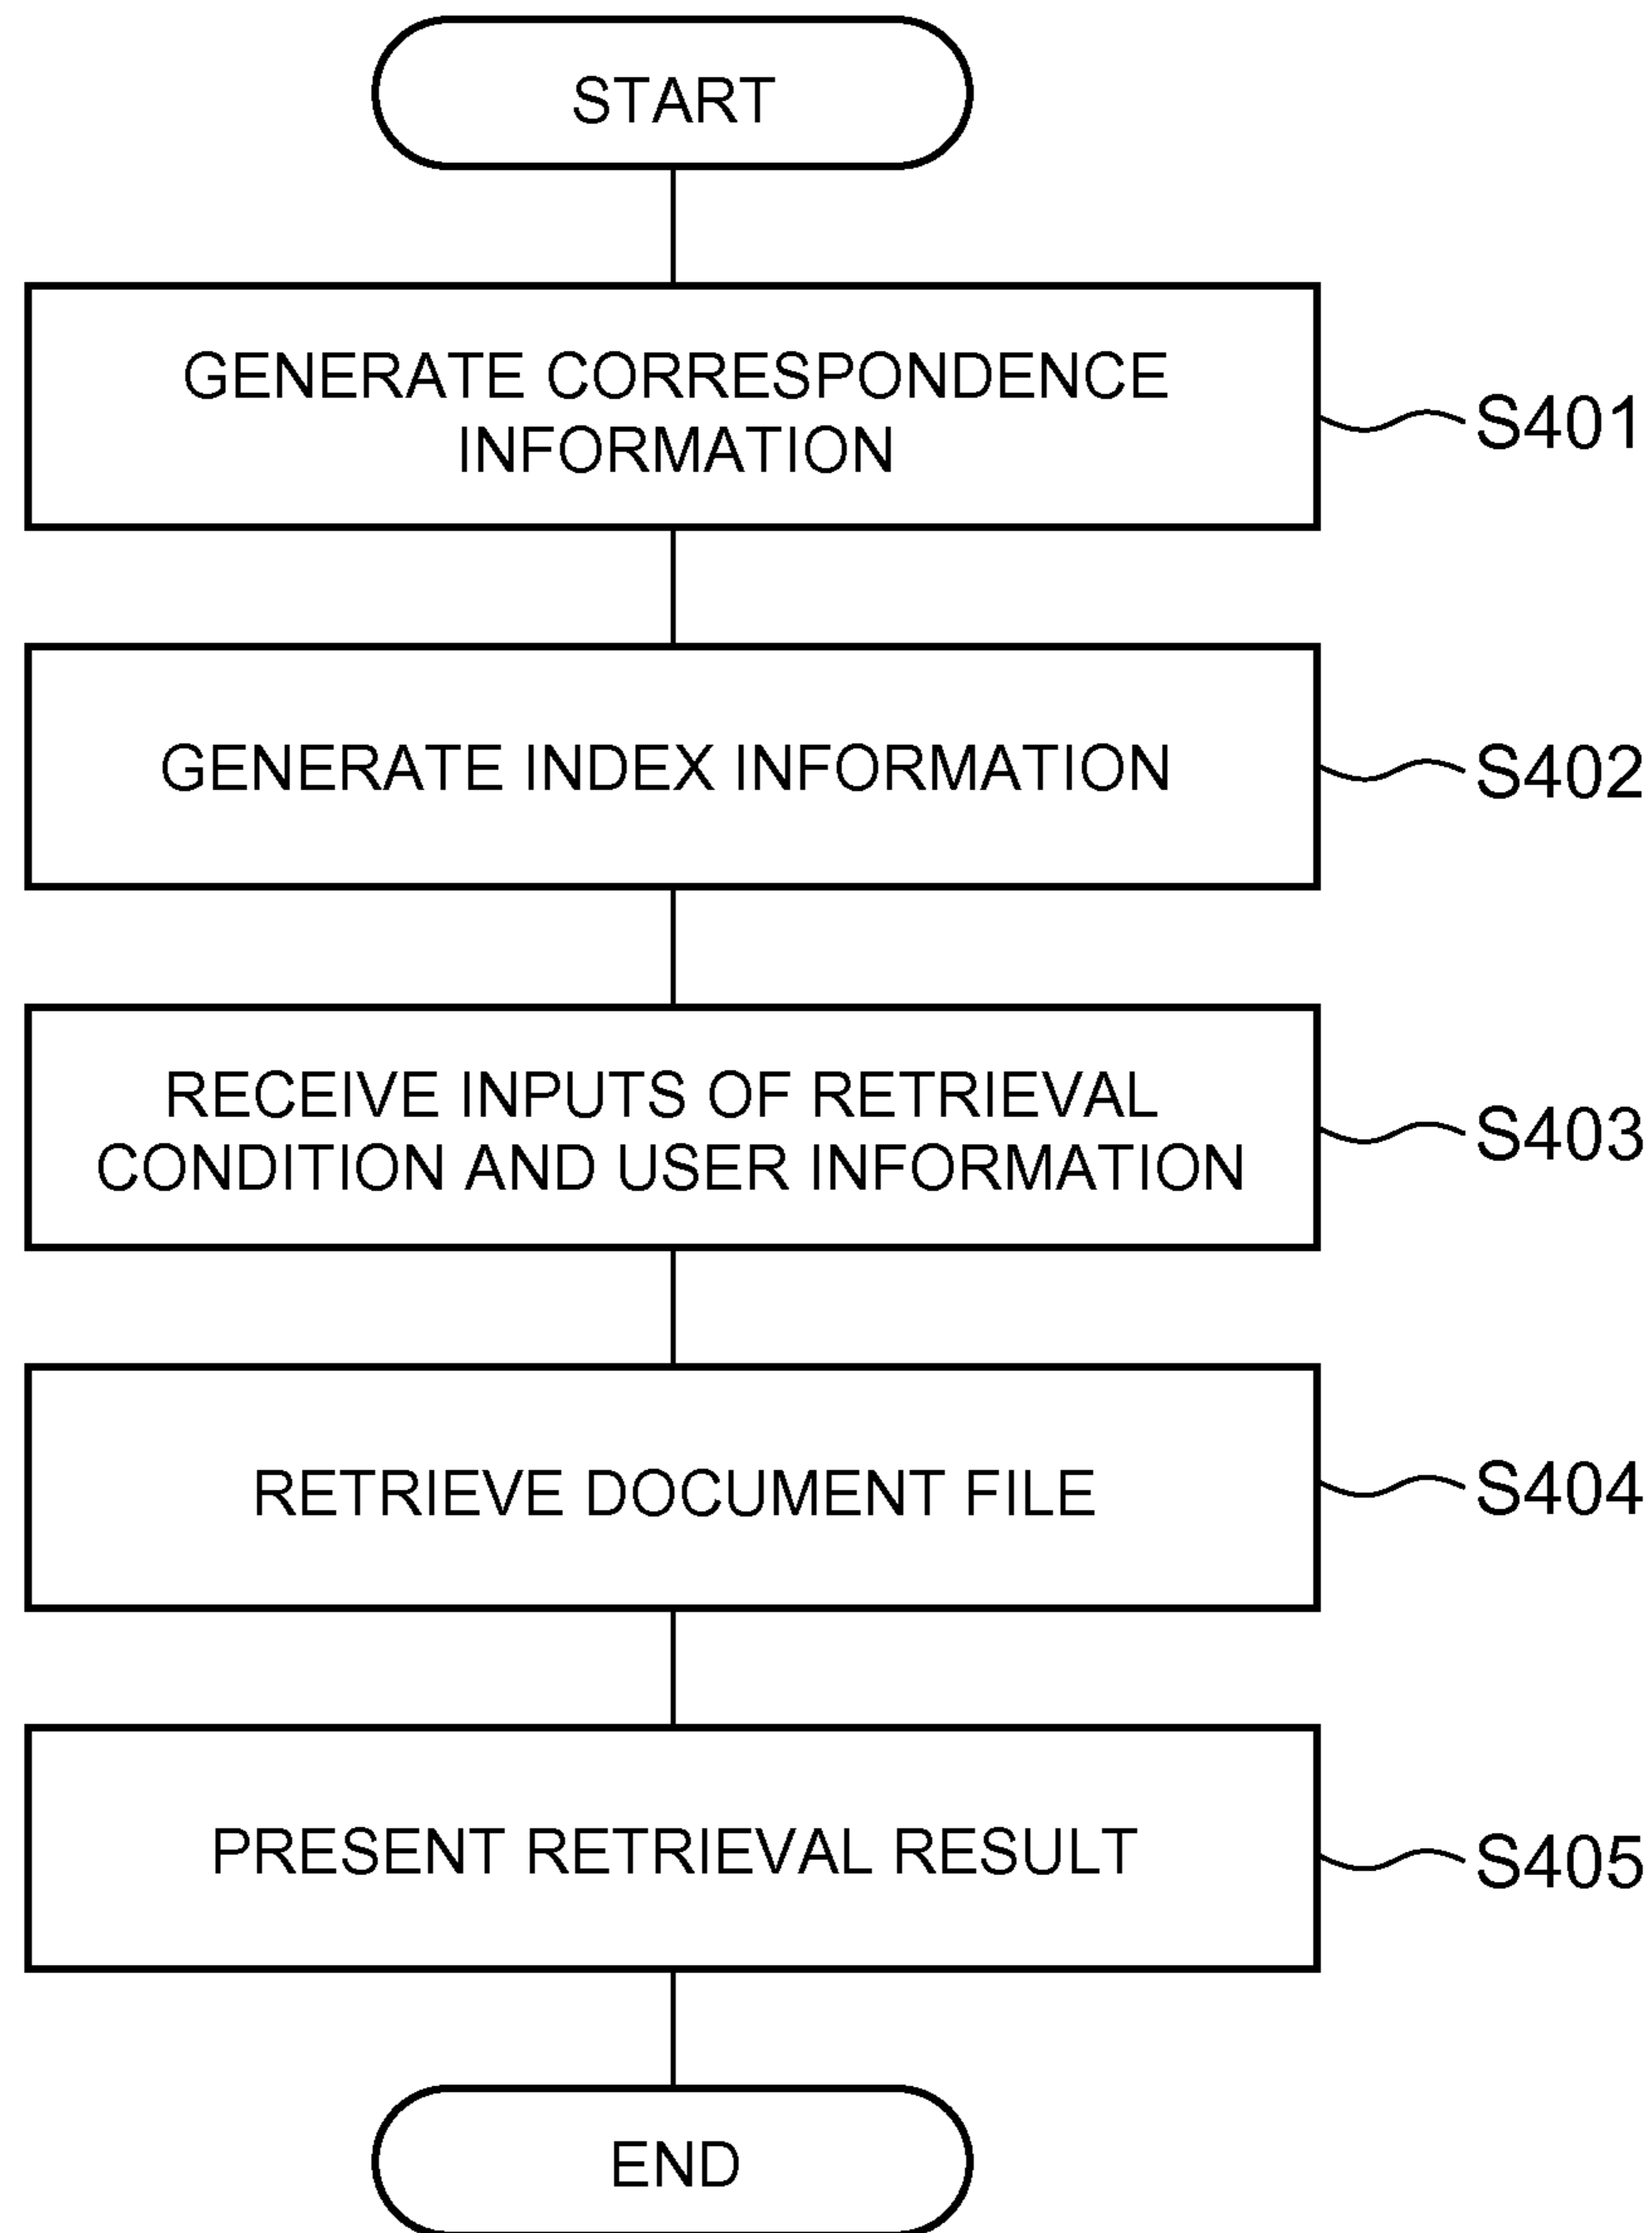 START
GENERATE CORRESPONDENCE
INFORMATION
S401
GENERATE INDEX INFORMATION
S402
RECEIVE INPUTS OF RETRIEVAL
CONDITION AND USER INFORMATION
S403
RETRIEVE DOCUMENT FILE
S404
PRESENT RETRIEVAL RESULT
S405
END